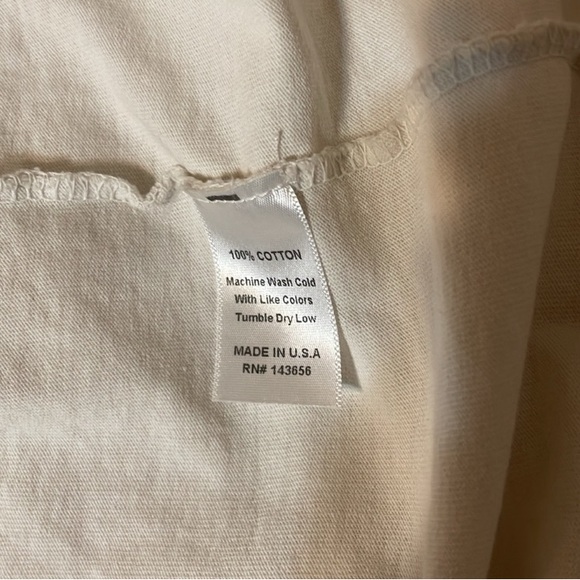 100% COTTON
Machine Wash Cold
With Like Colors
Tumble Dry Low
MADE IN U.S.A
RN# 143656